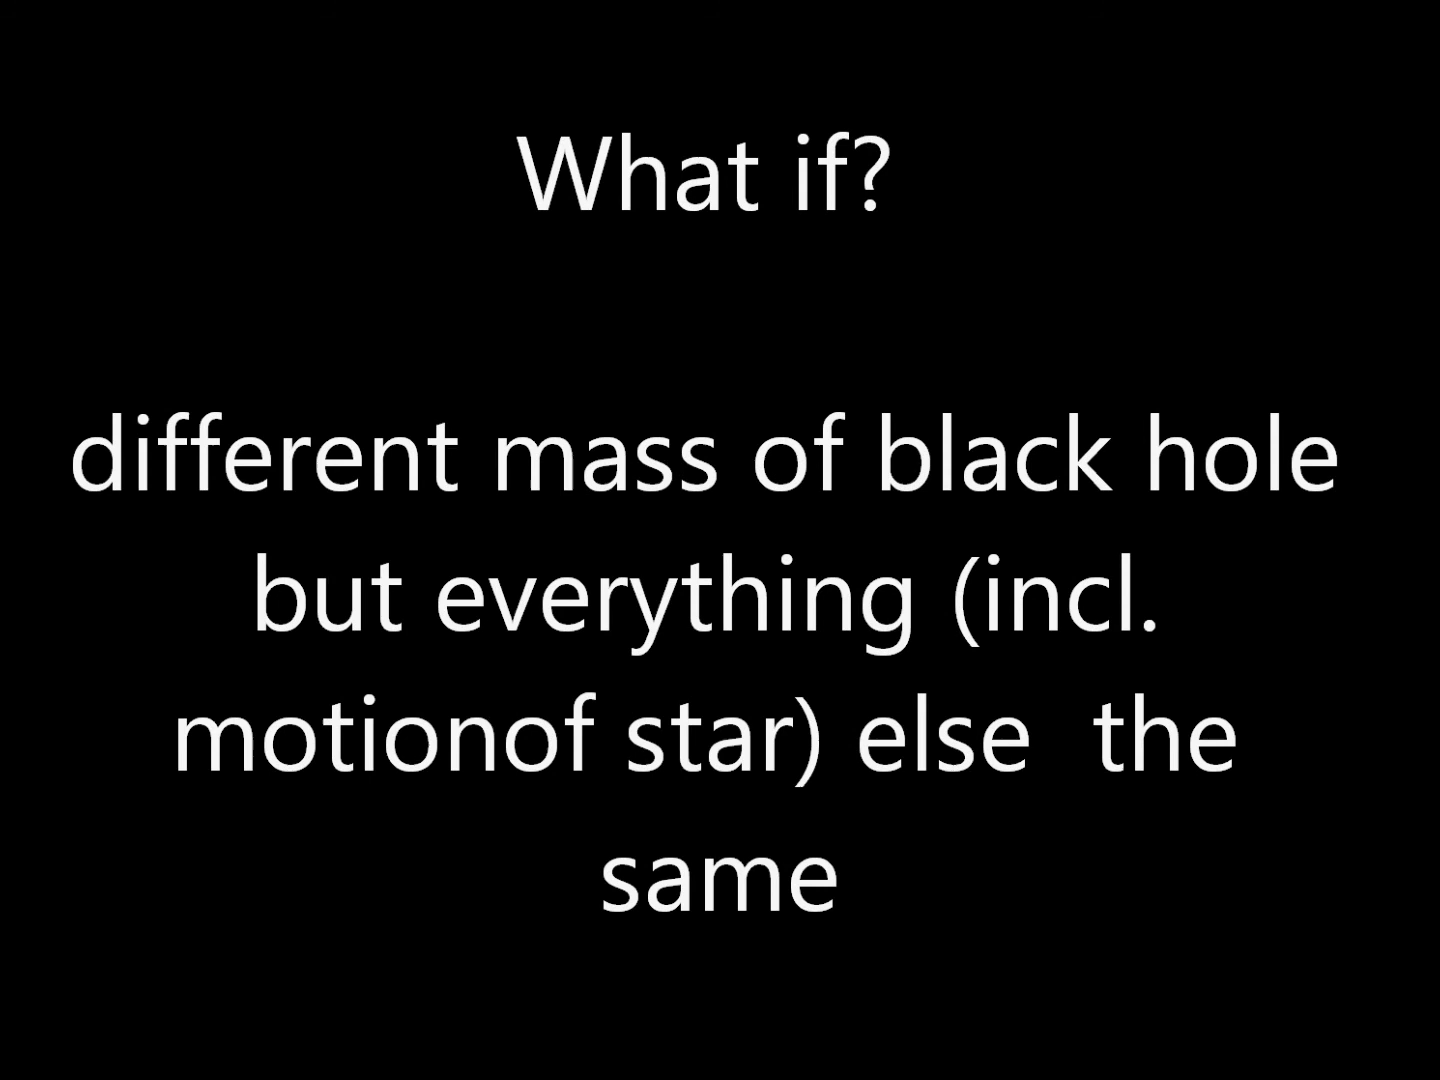 What if?
different mass of black hole
but everything (incl.
motionof star) else  the
same